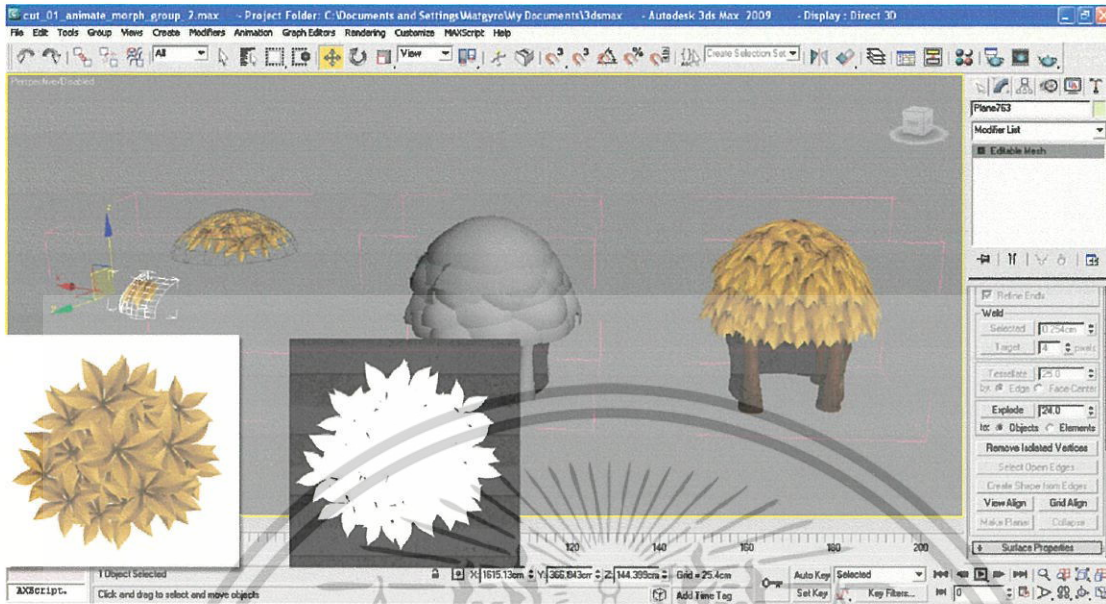 cut_01_animate_morph_group_2.max - Project Folder: C:\Documents and Settings\Matgyro\My Documents\3dsmax - Autodesk 3ds Max 2009 - Display : Direct 3D
File Edit Tools Group Views Create Modifiers Animation Graph Editors Rendering Customize MAXScript Help
All View Create Selection Set
Perspective/Disabled
Plane763
Modifier List
Editable Mesh
Refine Ends
Weld
Selected 0.254cm
Target 4 pixels
Tessellate 25.0
by: Edge Face-Center
Explode 24.0
to: Objects Elements
Remove Isolated Vertices
Select Open Edges
Create Shape from Edges
View Align Grid Align
Make Planar Collapse
Surface Properties
120 140 160 180 200
1 Object Selected X: 1615.13cm Y: 366.843cm Z: 144.399cm Grid = 25.4cm Auto Key Selected
AXScript. Click and drag to select and move objects Add Time Tag Set Key Key Filters... 0